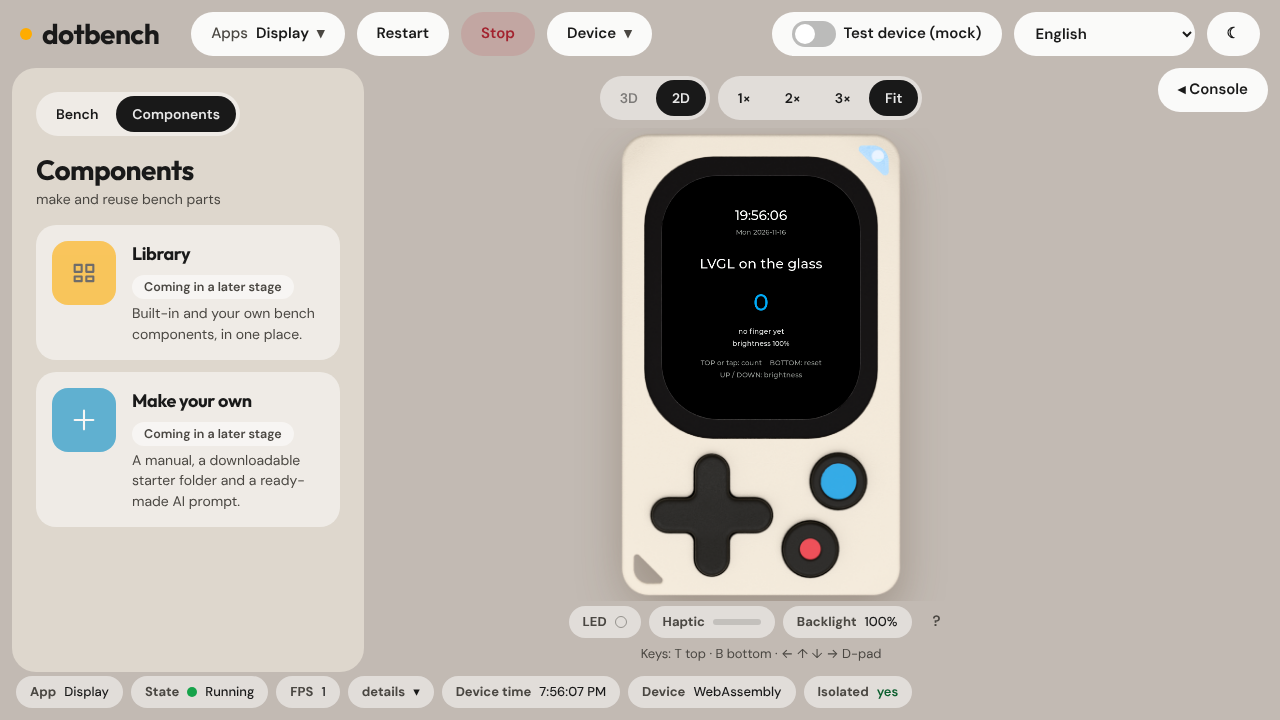 dotbench
Apps Display ▾
Restart
Stop
Device ▾
Test device (mock)
English
Bench
Components
3D
2D
1×
2×
3×
Fit
◂ Console
Components
make and reuse bench parts
Library
Coming in a later stage
Built-in and your own bench
components, in one place.
Make your own
Coming in a later stage
A manual, a downloadable
starter folder and a ready-
made AI prompt.
19:56:06
Mon 2026-11-16
LVGL on the glass
0
no finger yet
brightness 100%
TOP or tap: count BOTTOM: reset
UP / DOWN: brightness
LED
Haptic
Backlight 100%
?
Keys: T top · B bottom · ← ↑ ↓ → D-pad
App Display
State Running
FPS 1
details ▾
Device time 7:56:07 PM
Device WebAssembly
Isolated yes